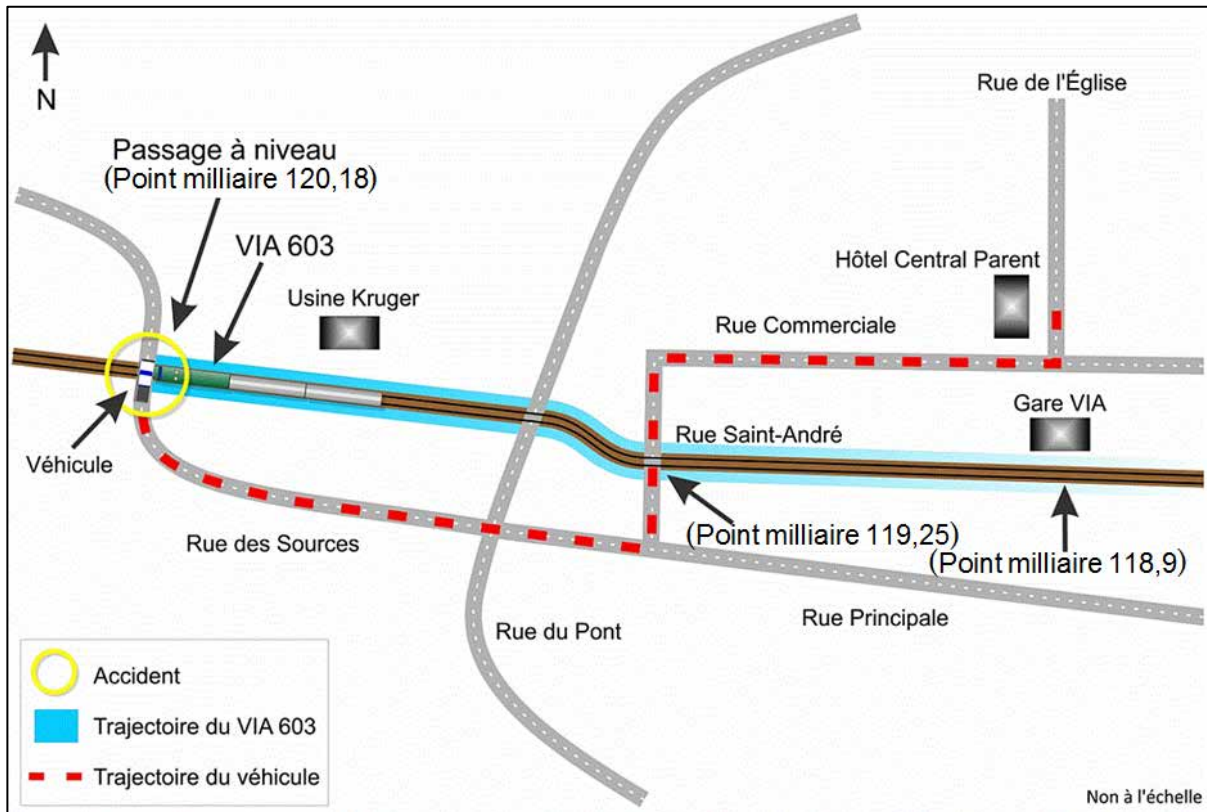 N
Rue de l'Église
Passage à niveau
(Point milliaire 120,18)
VIA 603
Usine Kruger
Hôtel Central Parent
Rue Commerciale
Gare VIA
Rue Saint-André
Véhicule
(Point milliaire 119,25)
(Point milliaire 118,9)
Rue des Sources
Rue du Pont
Rue Principale
Accident
Trajectoire du VIA 603
Trajectoire du véhicule
Non à l'échelle